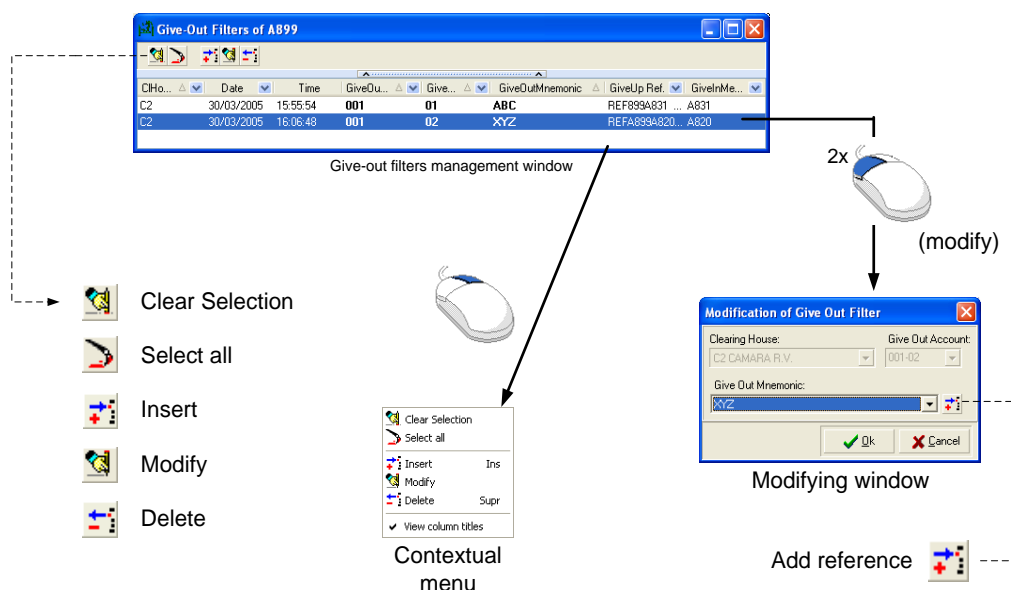 Give-Out Filters of A899
ClHo... Date Time GiveOu... Give... GiveOutMnemonic GiveUp Ref. GiveInMe...
C2 30/03/2005 15:55:54 001 01 ABC REF899A831 ... A831
C2 30/03/2005 16:06:48 001 02 XYZ REFA899A820... A820
Give-out filters management window
2x
(modify)
Clear Selection
Select all
Insert
Modify
Delete
Clear Selection
Select all
Insert Ins
Modify
Delete Supr
View column titles
Contextual
menu
Modification of Give Out Filter
Clearing House: Give Out Account:
C2 CAMARA R.V. 001-02
Give Out Mnemonic:
XYZ
Ok Cancel
Modifying window
Add reference